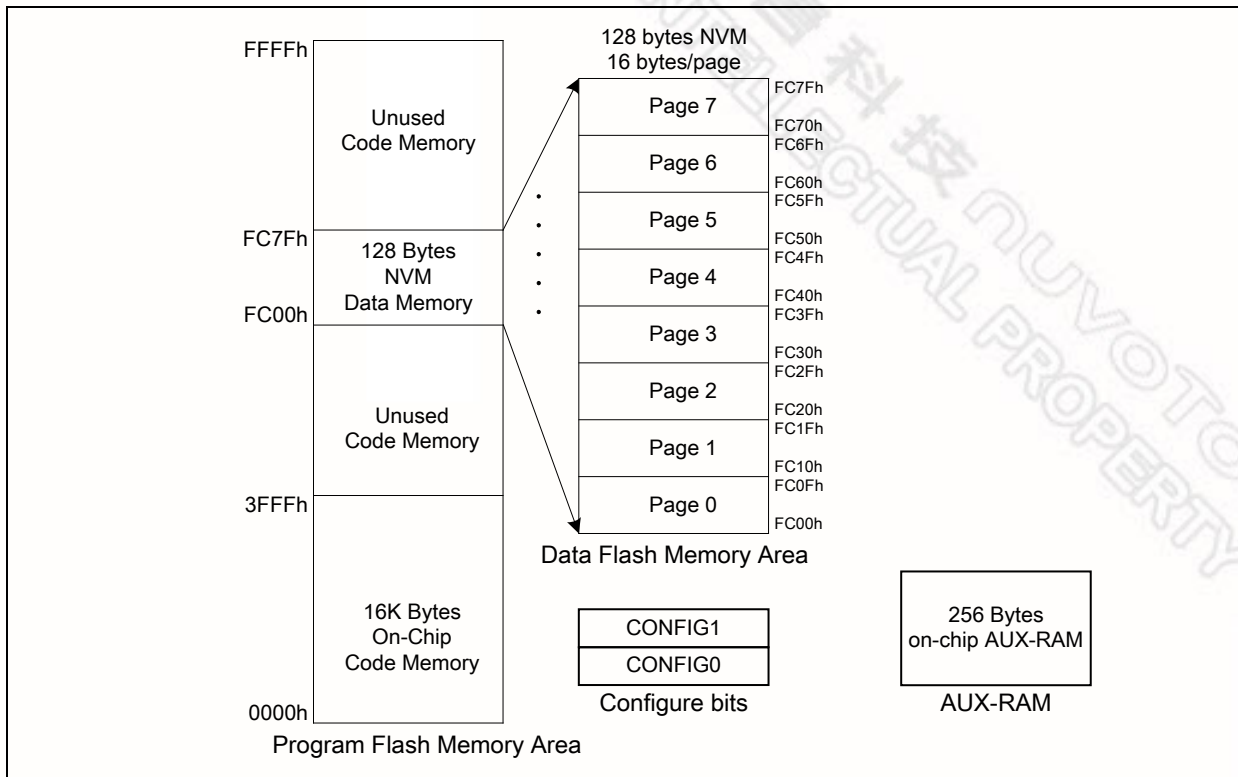 FFFFh
Unused
Code Memory
FC7Fh
128 Bytes
NVM
Data Memory
FC00h
Unused
Code Memory
3FFFh
16K Bytes
On-Chip
Code Memory
0000h
Program Flash Memory Area
128 bytes NVM
16 bytes/page
Page 7
FC7Fh
FC70h
Page 6
FC6Fh
FC60h
Page 5
FC5Fh
FC50h
Page 4
FC4Fh
FC40h
Page 3
FC3Fh
FC30h
Page 2
FC2Fh
FC20h
Page 1
FC1Fh
FC10h
Page 0
FC0Fh
FC00h
Data Flash Memory Area
CONFIG1
CONFIG0
Configure bits
256 Bytes
on-chip AUX-RAM
AUX-RAM
科技
INTELLECTUAL PROPERTY